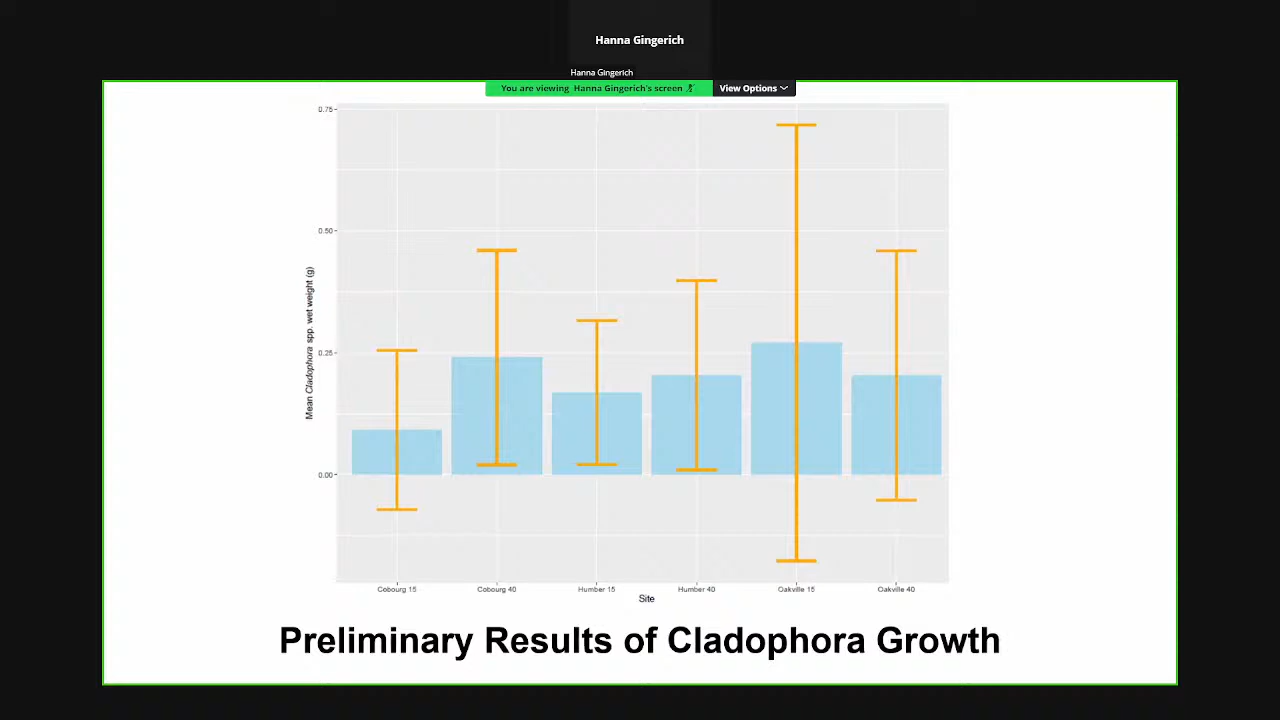 Hanna Gingerich
Hanna Gingerich
You are viewing Hanna Gingerich's screen
View Options
0.75
0.50
0.25
0.00
Mean Cladophora spp. wet weight (g)
Cobourg 15
Cobourg 40
Humber 15
Humber 40
Oakville 15
Oakville 40
Site
Preliminary Results of Cladophora Growth